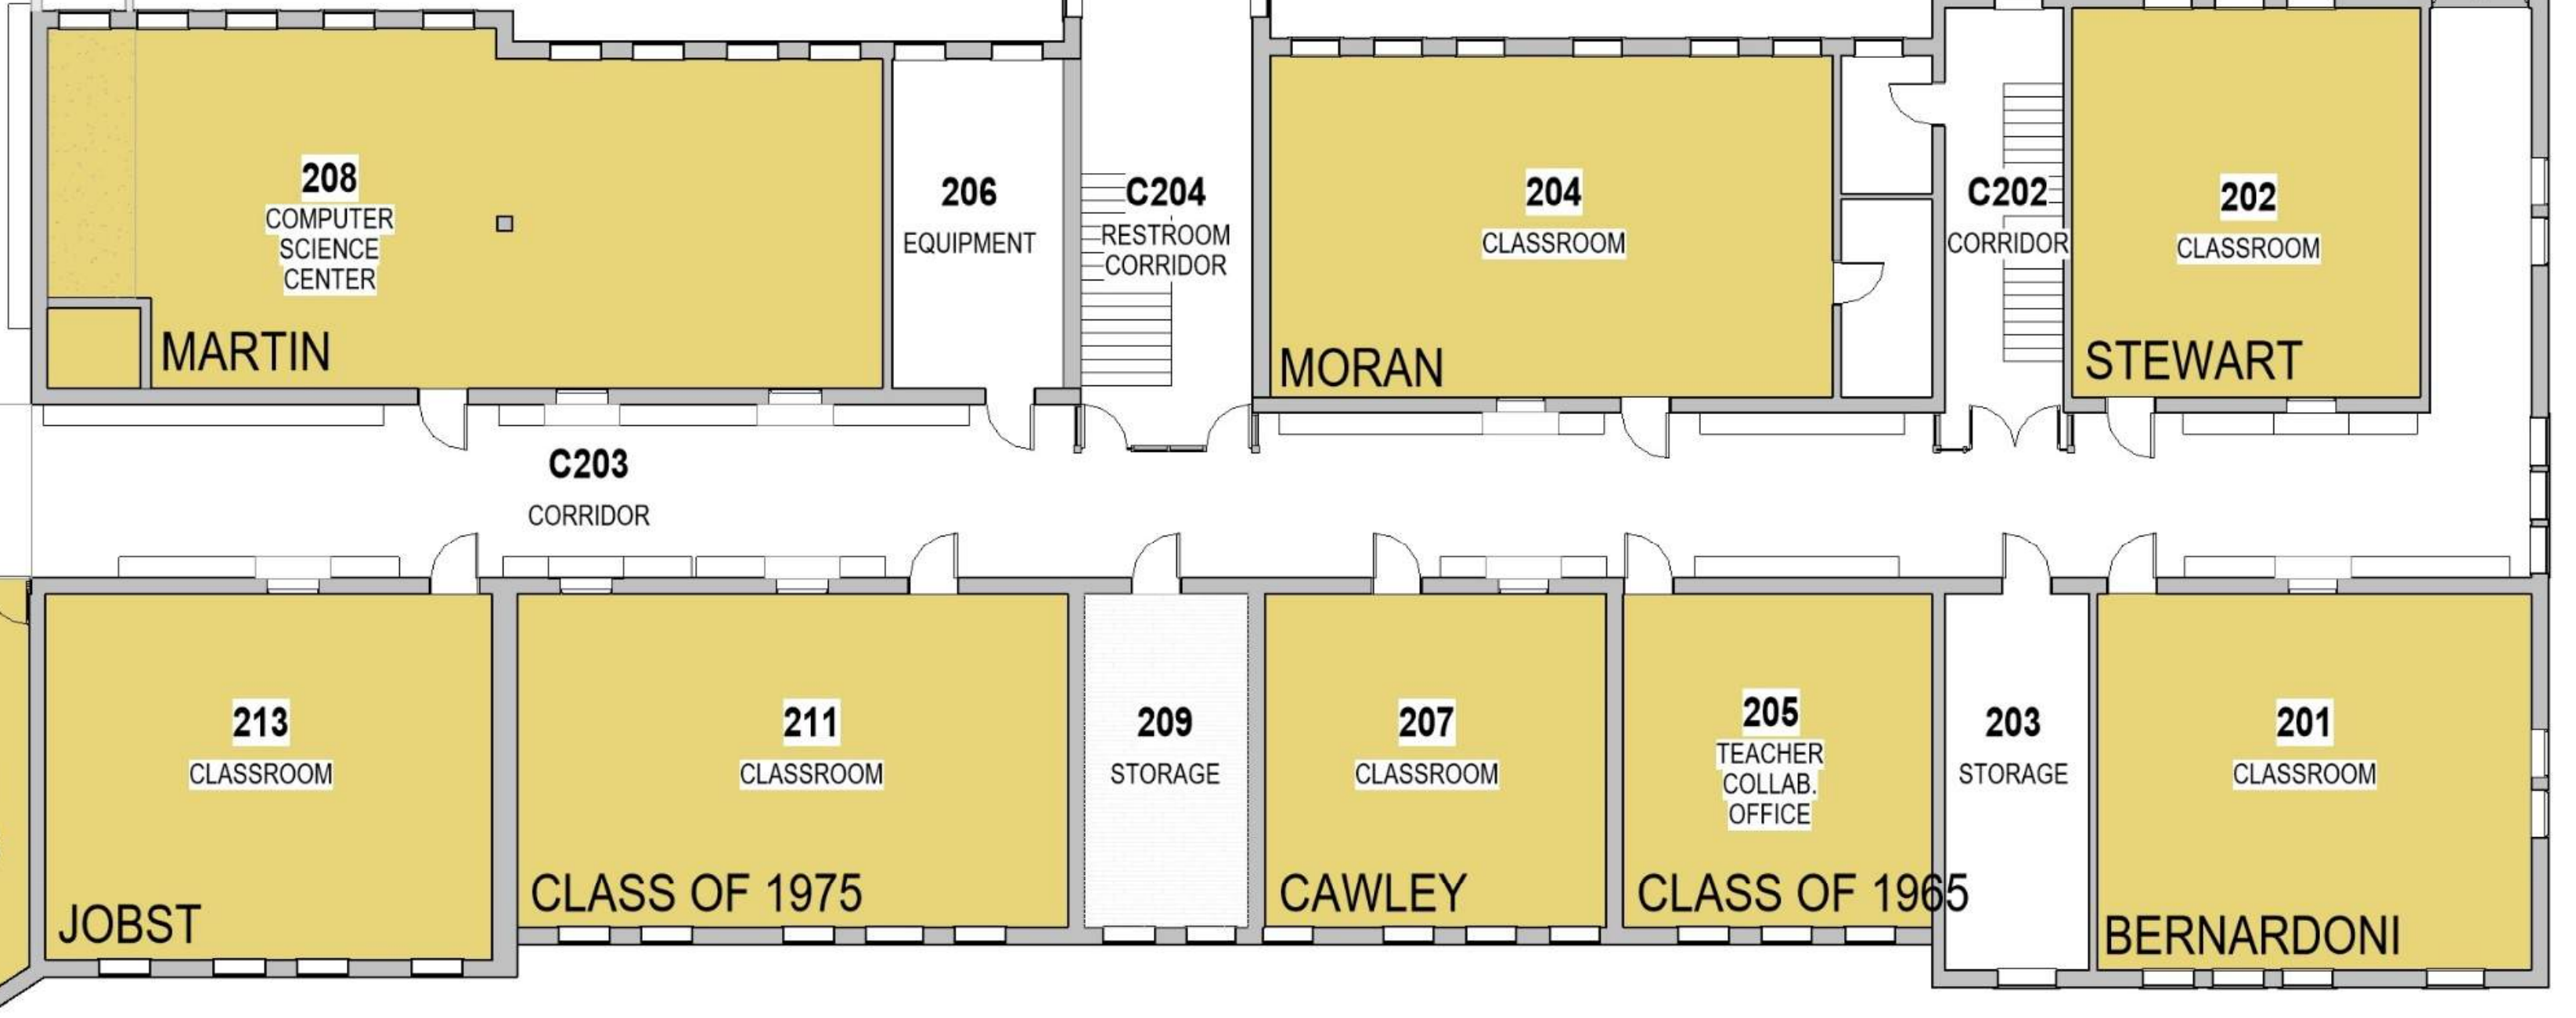 208
COMPUTER
SCIENCE
CENTER
MARTIN
206
EQUIPMENT
C204
RESTROOM
CORRIDOR
204
CLASSROOM
MORAN
C202
CORRIDOR
202
CLASSROOM
STEWART
C203
CORRIDOR
213
CLASSROOM
JOBST
211
CLASSROOM
CLASS OF 1975
209
STORAGE
207
CLASSROOM
CAWLEY
205
TEACHER
COLLAB.
OFFICE
CLASS OF 1965
203
STORAGE
201
CLASSROOM
BERNARDONI